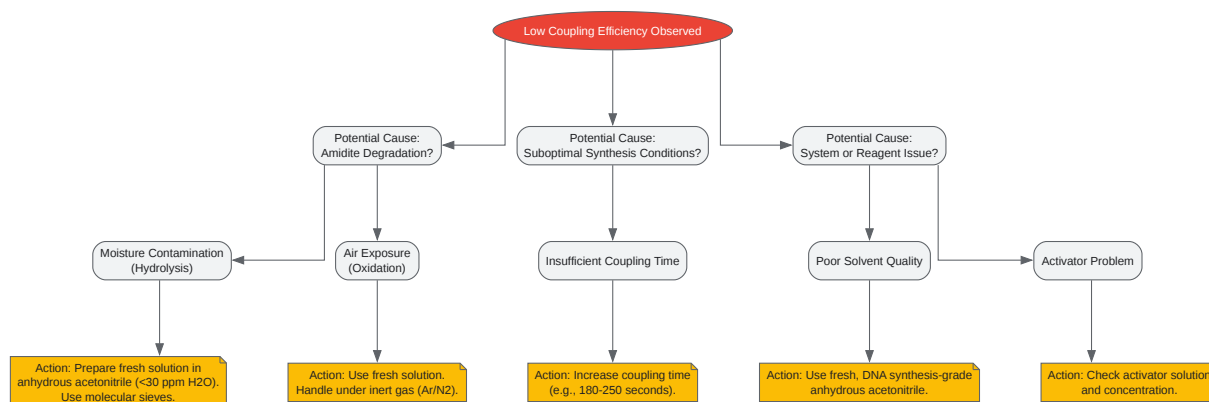 Low Coupling Efficiency Observed
Potential Cause:
Amidite Degradation?
Potential Cause:
Suboptimal Synthesis Conditions?
Potential Cause:
System or Reagent Issue?
Moisture Contamination
(Hydrolysis)
Air Exposure
(Oxidation)
Insufficient Coupling Time
Poor Solvent Quality
Activator Problem
Action: Prepare fresh solution in
anhydrous acetonitrile (<30 ppm H2O).
Use molecular sieves.
Action: Use fresh solution.
Handle under inert gas (Ar/N2).
Action: Increase coupling time
(e.g., 180-250 seconds).
Action: Use fresh, DNA synthesis-grade
anhydrous acetonitrile.
Action: Check activator solution
and concentration.